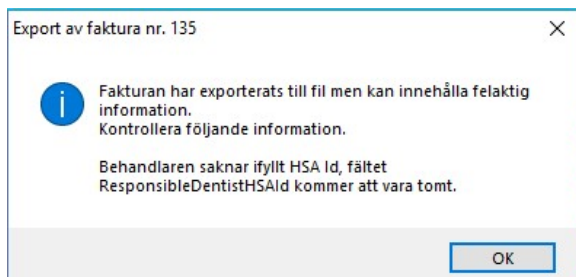 Export av faktura nr. 135
Fakturan har exporterats till fil men kan innehålla felaktig
information.
Kontrollera följande information.
Behandlaren saknar ifyllt HSA Id, fältet
ResponsibleDentistHSAId kommer att vara tomt.
OK